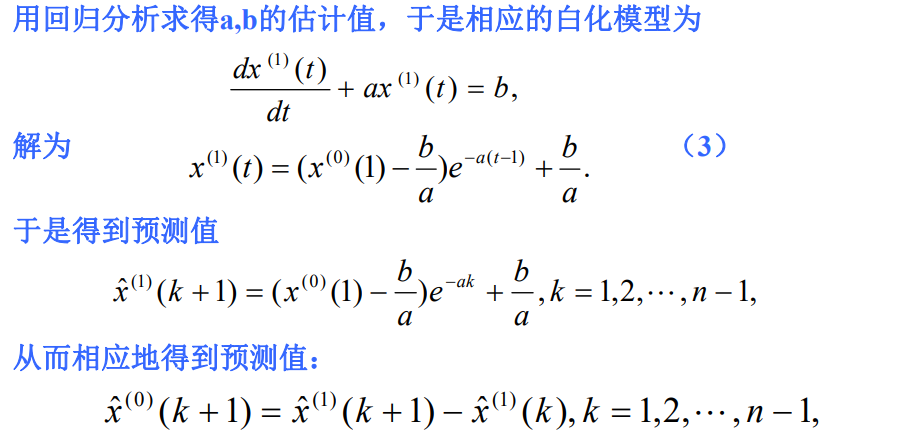 用回归分析求得a,b的估计值，于是相应的白化模型为
$\frac{dx^{(1)}(t)}{dt} + ax^{(1)}(t) = b,$
解为
$x^{(1)}(t) = (x^{(0)}(1) - \frac{b}{a})e^{-a(t-1)} + \frac{b}{a}.$ （3）
于是得到预测值
$\hat{x}^{(1)}(k+1) = (x^{(0)}(1) - \frac{b}{a})e^{-ak} + \frac{b}{a}, k = 1,2,\cdots,n-1,$
从而相应地得到预测值：
$\hat{x}^{(0)}(k+1) = \hat{x}^{(1)}(k+1) - \hat{x}^{(1)}(k), k = 1,2,\cdots,n-1,$